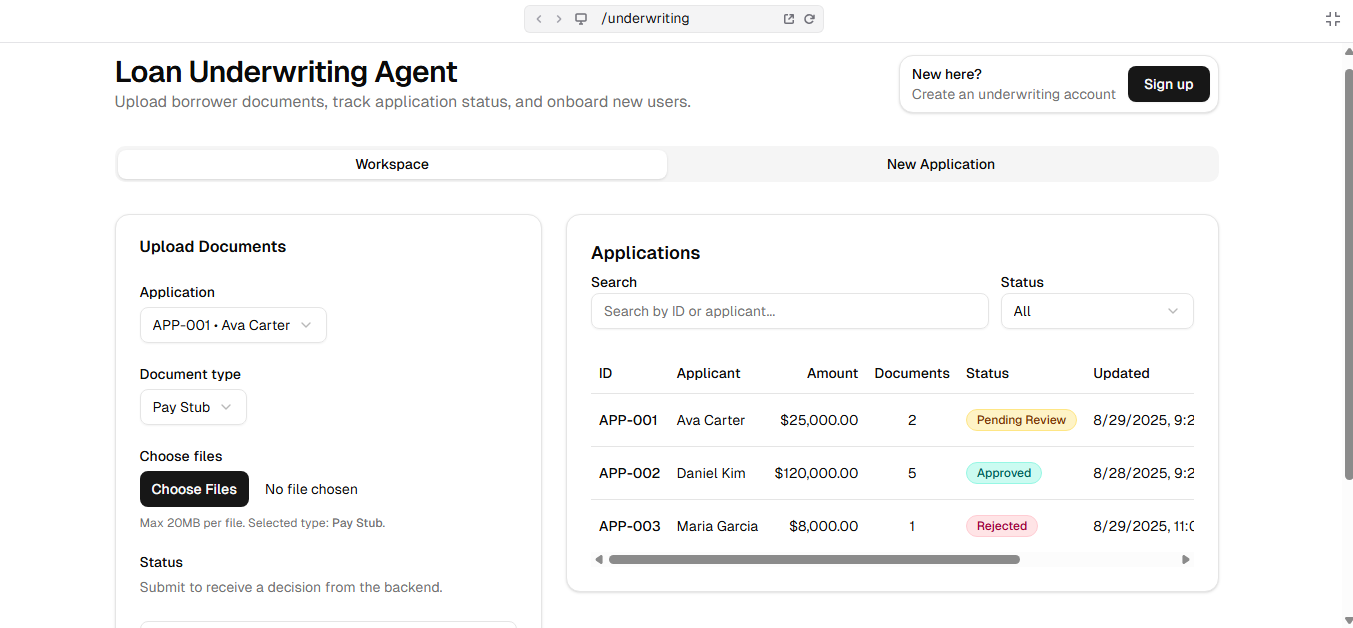 /underwriting
Loan Underwriting Agent
Upload borrower documents, track application status, and onboard new users.
New here?
Create an underwriting account
Sign up
Workspace
New Application
Upload Documents
Application
APP-001 • Ava Carter
Document type
Pay Stub
Choose files
Choose Files No file chosen
Max 20MB per file. Selected type: Pay Stub.
Status
Submit to receive a decision from the backend.
Applications
Search
Search by ID or applicant...
Status
All
ID Applicant Amount Documents Status Updated
APP-001 Ava Carter $25,000.00 2 Pending Review 8/29/2025, 9:2
APP-002 Daniel Kim $120,000.00 5 Approved 8/28/2025, 9:2
APP-003 Maria Garcia $8,000.00 1 Rejected 8/29/2025, 11:0